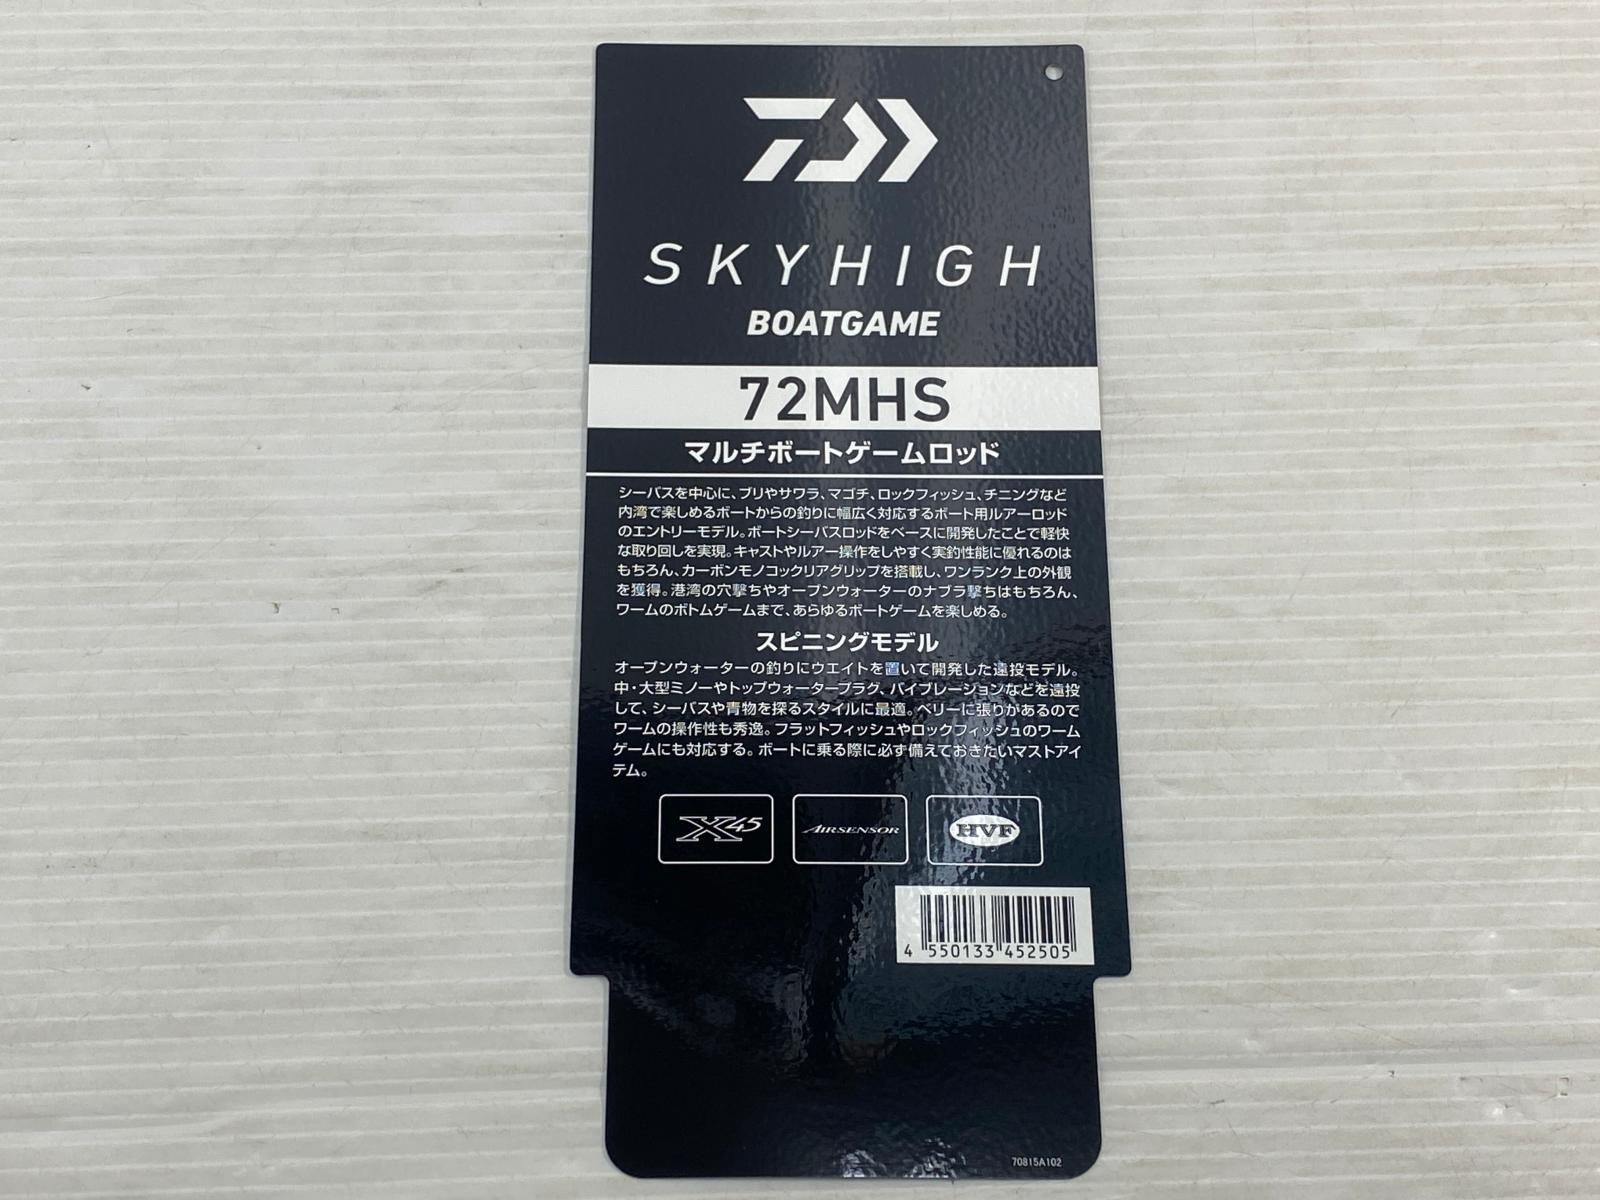 SKYHIGH
BOATGAME
72MHS
マルチボートゲームロッド
シーバスを中心に、ブリやサワラ、マゴチ、ロックフィッシュ、チニングなど
内湾で楽しめるボートからの釣りに幅広く対応するボート用ルアーロッド
のエントリーモデル。ボートシーバスロッドをベースに開発したことで軽快
な取り回しを実現。キャストやルアー操作をしやすく実釣性能に優れるのは
もちろん、カーボンモノコックリアグリップを搭載し、ワンランク上の外観
を獲得。港湾の穴撃ちやオープンウォーターのナブラ撃ちはもちろん、
ワームのボトムゲームまで、あらゆるボートゲームを楽しめる。
スピニングモデル
オープンウォーターの釣りにウエイトを置いて開発した遠投モデル。
中・大型ミノーやトップウォータープラグ、バイブレーションなどを遠投
して、シーバスや青物を探るスタイルに最適。ベリーに張りがあるので
ワームの操作性も秀逸。フラットフィッシュやロックフィッシュのワーム
ゲームにも対応する。ボートに乗る際に必ず備えておきたいマストアイ
テム。
X45 AIRSENSOR HVF
4 550133 452505
70815A102